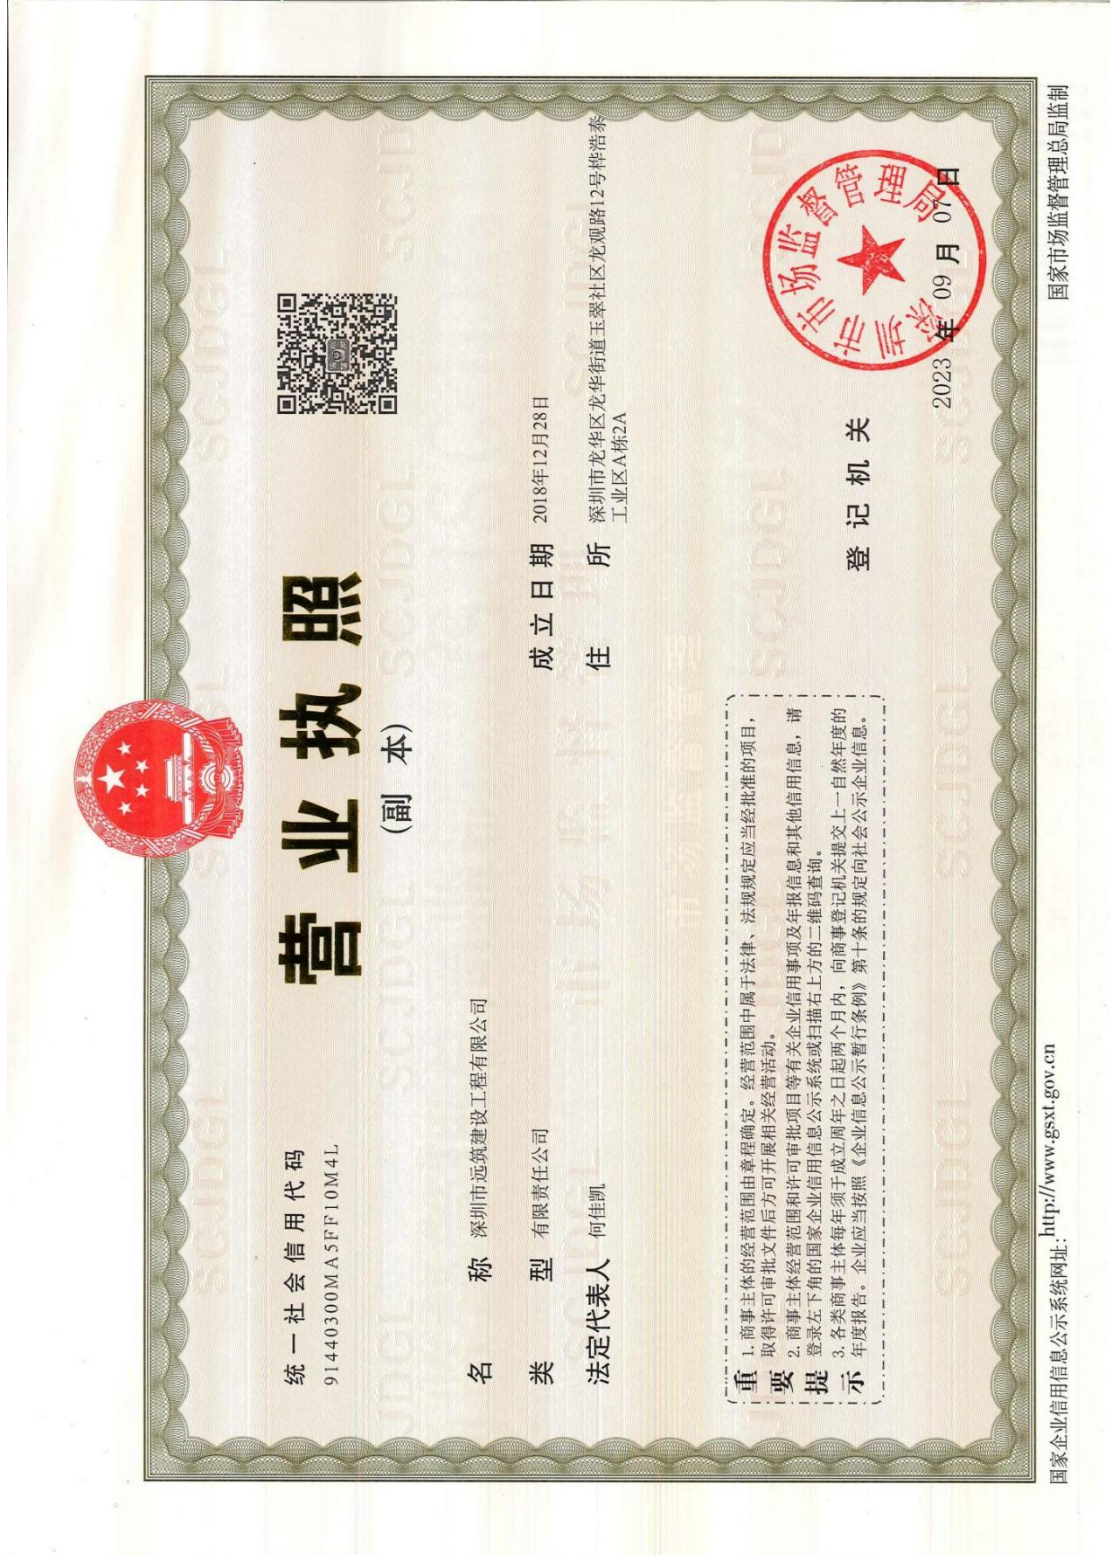 营业执照
(副 本)
统一社会信用代码
91440300MA5FF10M4L
名 称 深圳市远筑建设工程有限公司
类 型 有限责任公司
法定代表人 何佳凯
成立日期 2018年12月28日
住 所 深圳市龙华区龙华街道玉翠社区龙观路12号桦浩泰
工业区A栋2A
重要提示
1. 商事主体的经营范围由章程确定。经营范围中属于法律、法规规定应当经批准的项目，
取得许可审批文件后方可开展相关经营活动。
2. 商事主体经营范围和许可审批项目等有关企业信用事项及年报信息和其他信用信息，请
登录左下角的国家企业信用信息公示系统或扫描右上方的二维码查询。
3. 各类商事主体每年须于成立周年之日起两个月内，向商事登记机关提交上一自然年度的
年度报告。企业应当按照《企业信息公示暂行条例》第十条的规定向社会公示企业信息。
登记机关
深圳市市场监督管理局
2023 年 09 月 07 日
国家企业信用信息公示系统网址: http://www.gsxt.gov.cn
国家市场监督管理总局监制